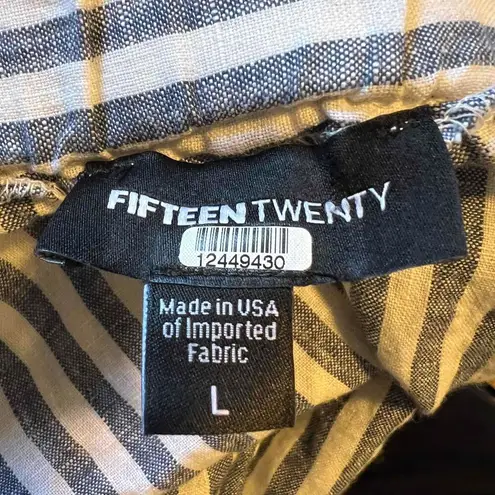 FIFTEEN TWENTY
12449430
Made in USA
of Imported
Fabric
L